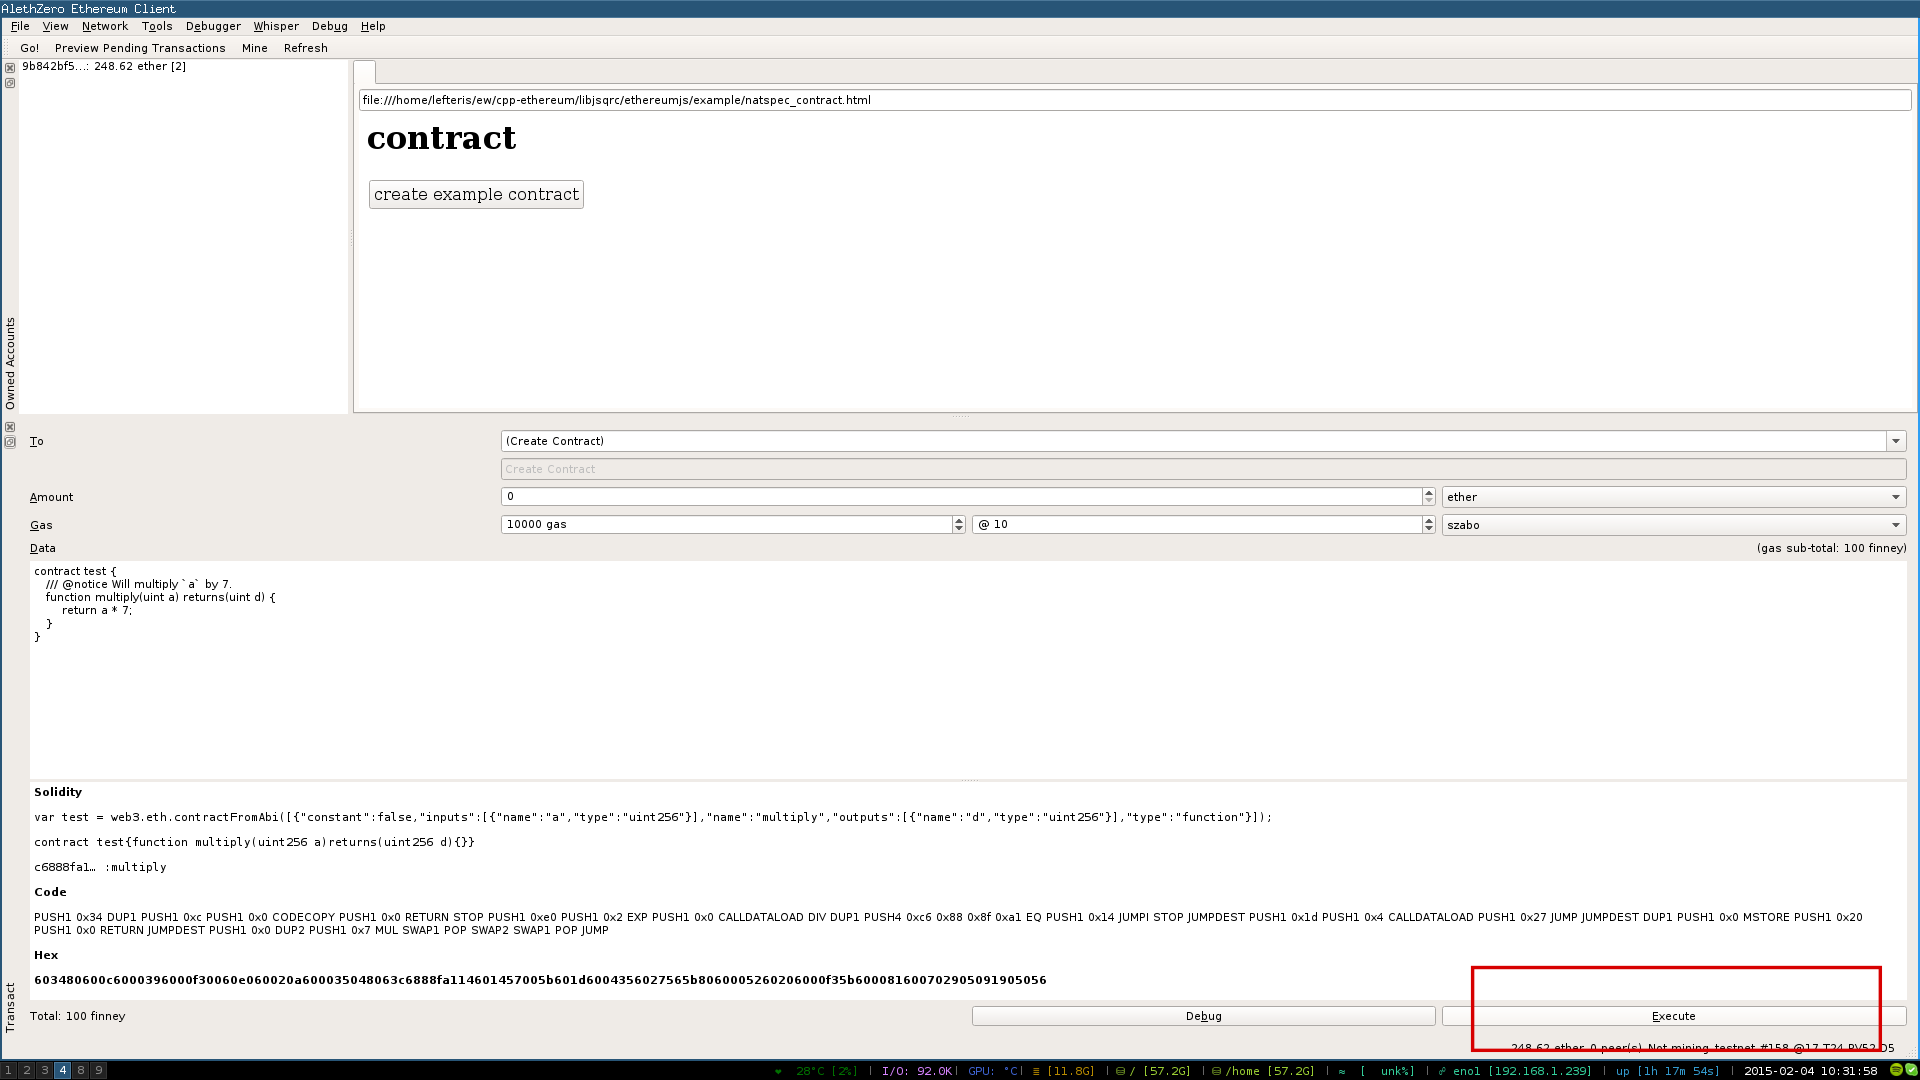 AlethZero Ethereum Client
File View Network Tools Debugger Whisper Debug Help
Go! Preview Pending Transactions Mine Refresh
9b842bf5...: 248.62 ether [2]
Owned Accounts
file:///home/lefteris/ew/cpp-ethereum/libjsqrc/ethereumjs/example/natspec_contract.html
contract
create example contract
To (Create Contract)
Create Contract
Amount 0 ether
Gas 10000 gas @ 10 szabo
Data (gas sub-total: 100 finney)
contract test {
/// @notice Will multiply `a` by 7.
function multiply(uint a) returns(uint d) {
return a * 7;
}
}
Solidity
var test = web3.eth.contractFromAbi([{"constant":false,"inputs":[{"name":"a","type":"uint256"}],"name":"multiply","outputs":[{"name":"d","type":"uint256"}],"type":"function"}]);
contract test{function multiply(uint256 a)returns(uint256 d){}}
c6888fa1… :multiply
Code
PUSH1 0x34 DUP1 PUSH1 0xc PUSH1 0x0 CODECOPY PUSH1 0x0 RETURN STOP PUSH1 0xe0 PUSH1 0x2 EXP PUSH1 0x0 CALLDATALOAD DIV DUP1 PUSH4 0xc6 0x88 0x8f 0xa1 EQ PUSH1 0x14 JUMPI STOP JUMPDEST PUSH1 0x1d PUSH1 0x4 CALLDATALOAD PUSH1 0x27 JUMP JUMPDEST DUP1 PUSH1 0x0 MSTORE PUSH1 0x20
PUSH1 0x0 RETURN JUMPDEST PUSH1 0x0 DUP2 PUSH1 0x7 MUL SWAP1 POP SWAP2 SWAP1 POP JUMP
Hex
603480600c6000396000f30060e060020a600035048063c6888fa114601457005b601d6004356027565b8060005260206000f35b600081600702905091905056
Transact
Total: 100 finney Debug Execute
248.62 ether 0 peer(s) Not mining testnet #158 @17 T24 PV52 D5
1 2 3 4 8 9 28°C [2%] | I/O: 92.0K| GPU: °C| [11.8G] | / [57.2G] | /home [57.2G] | ≈ [ unk%] | eno1 [192.168.1.239] | up [1h 17m 54s] | 2015-02-04 10:31:58